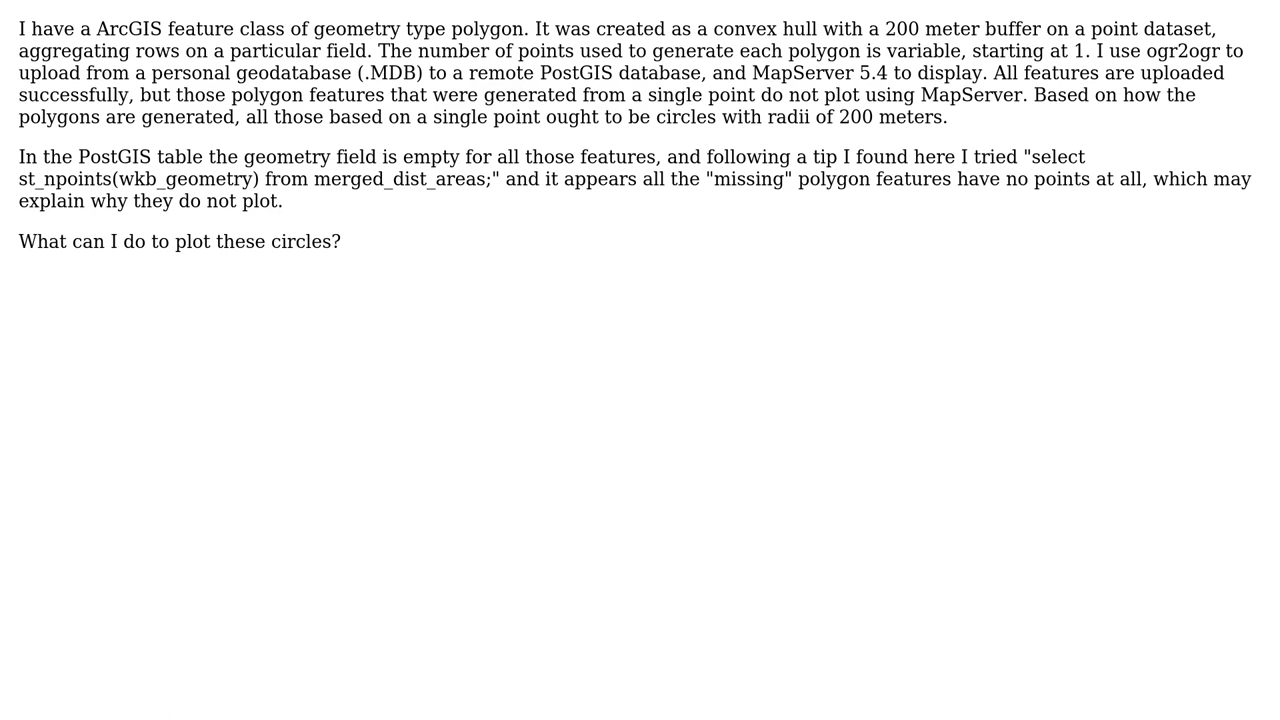 I have a ArcGIS feature class of geometry type polygon. It was created as a convex hull with a 200 meter buffer on a point dataset,
aggregating rows on a particular field. The number of points used to generate each polygon is variable, starting at 1. I use ogr2ogr to
upload from a personal geodatabase (.MDB) to a remote PostGIS database, and MapServer 5.4 to display. All features are uploaded
successfully, but those polygon features that were generated from a single point do not plot using MapServer. Based on how the
polygons are generated, all those based on a single point ought to be circles with radii of 200 meters.
In the PostGIS table the geometry field is empty for all those features, and following a tip I found here I tried "select
st_npoints(wkb_geometry) from merged_dist_areas;" and it appears all the "missing" polygon features have no points at all, which may
explain why they do not plot.
What can I do to plot these circles?